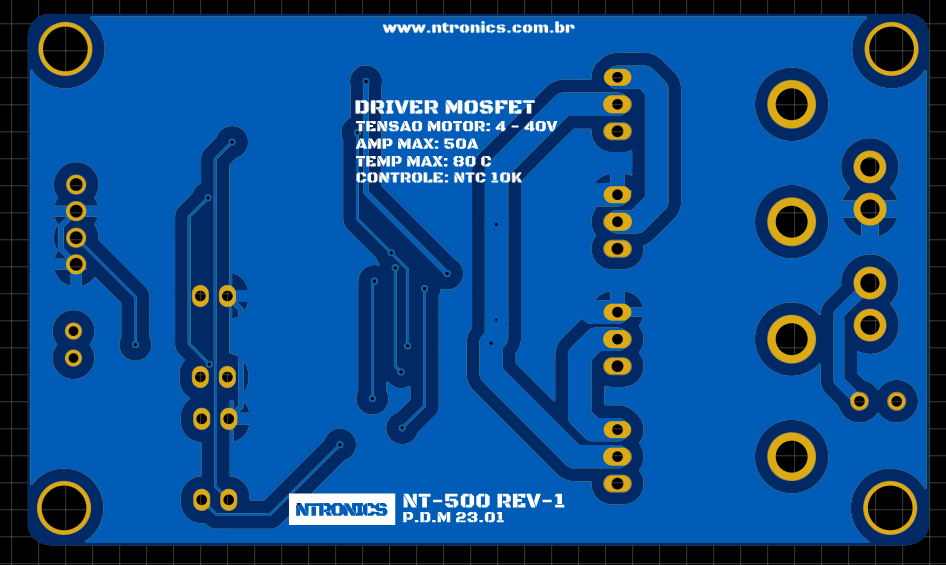 www.ntronics.com.br
DRIVER MOSFET
TENSAO MOTOR: 4 - 40V
AMP MAX: 50A
TEMP MAX: 80 C
CONTROLE: NTC 10K
NTRONICS
NT-500 REV-1
P.D.M 23.01